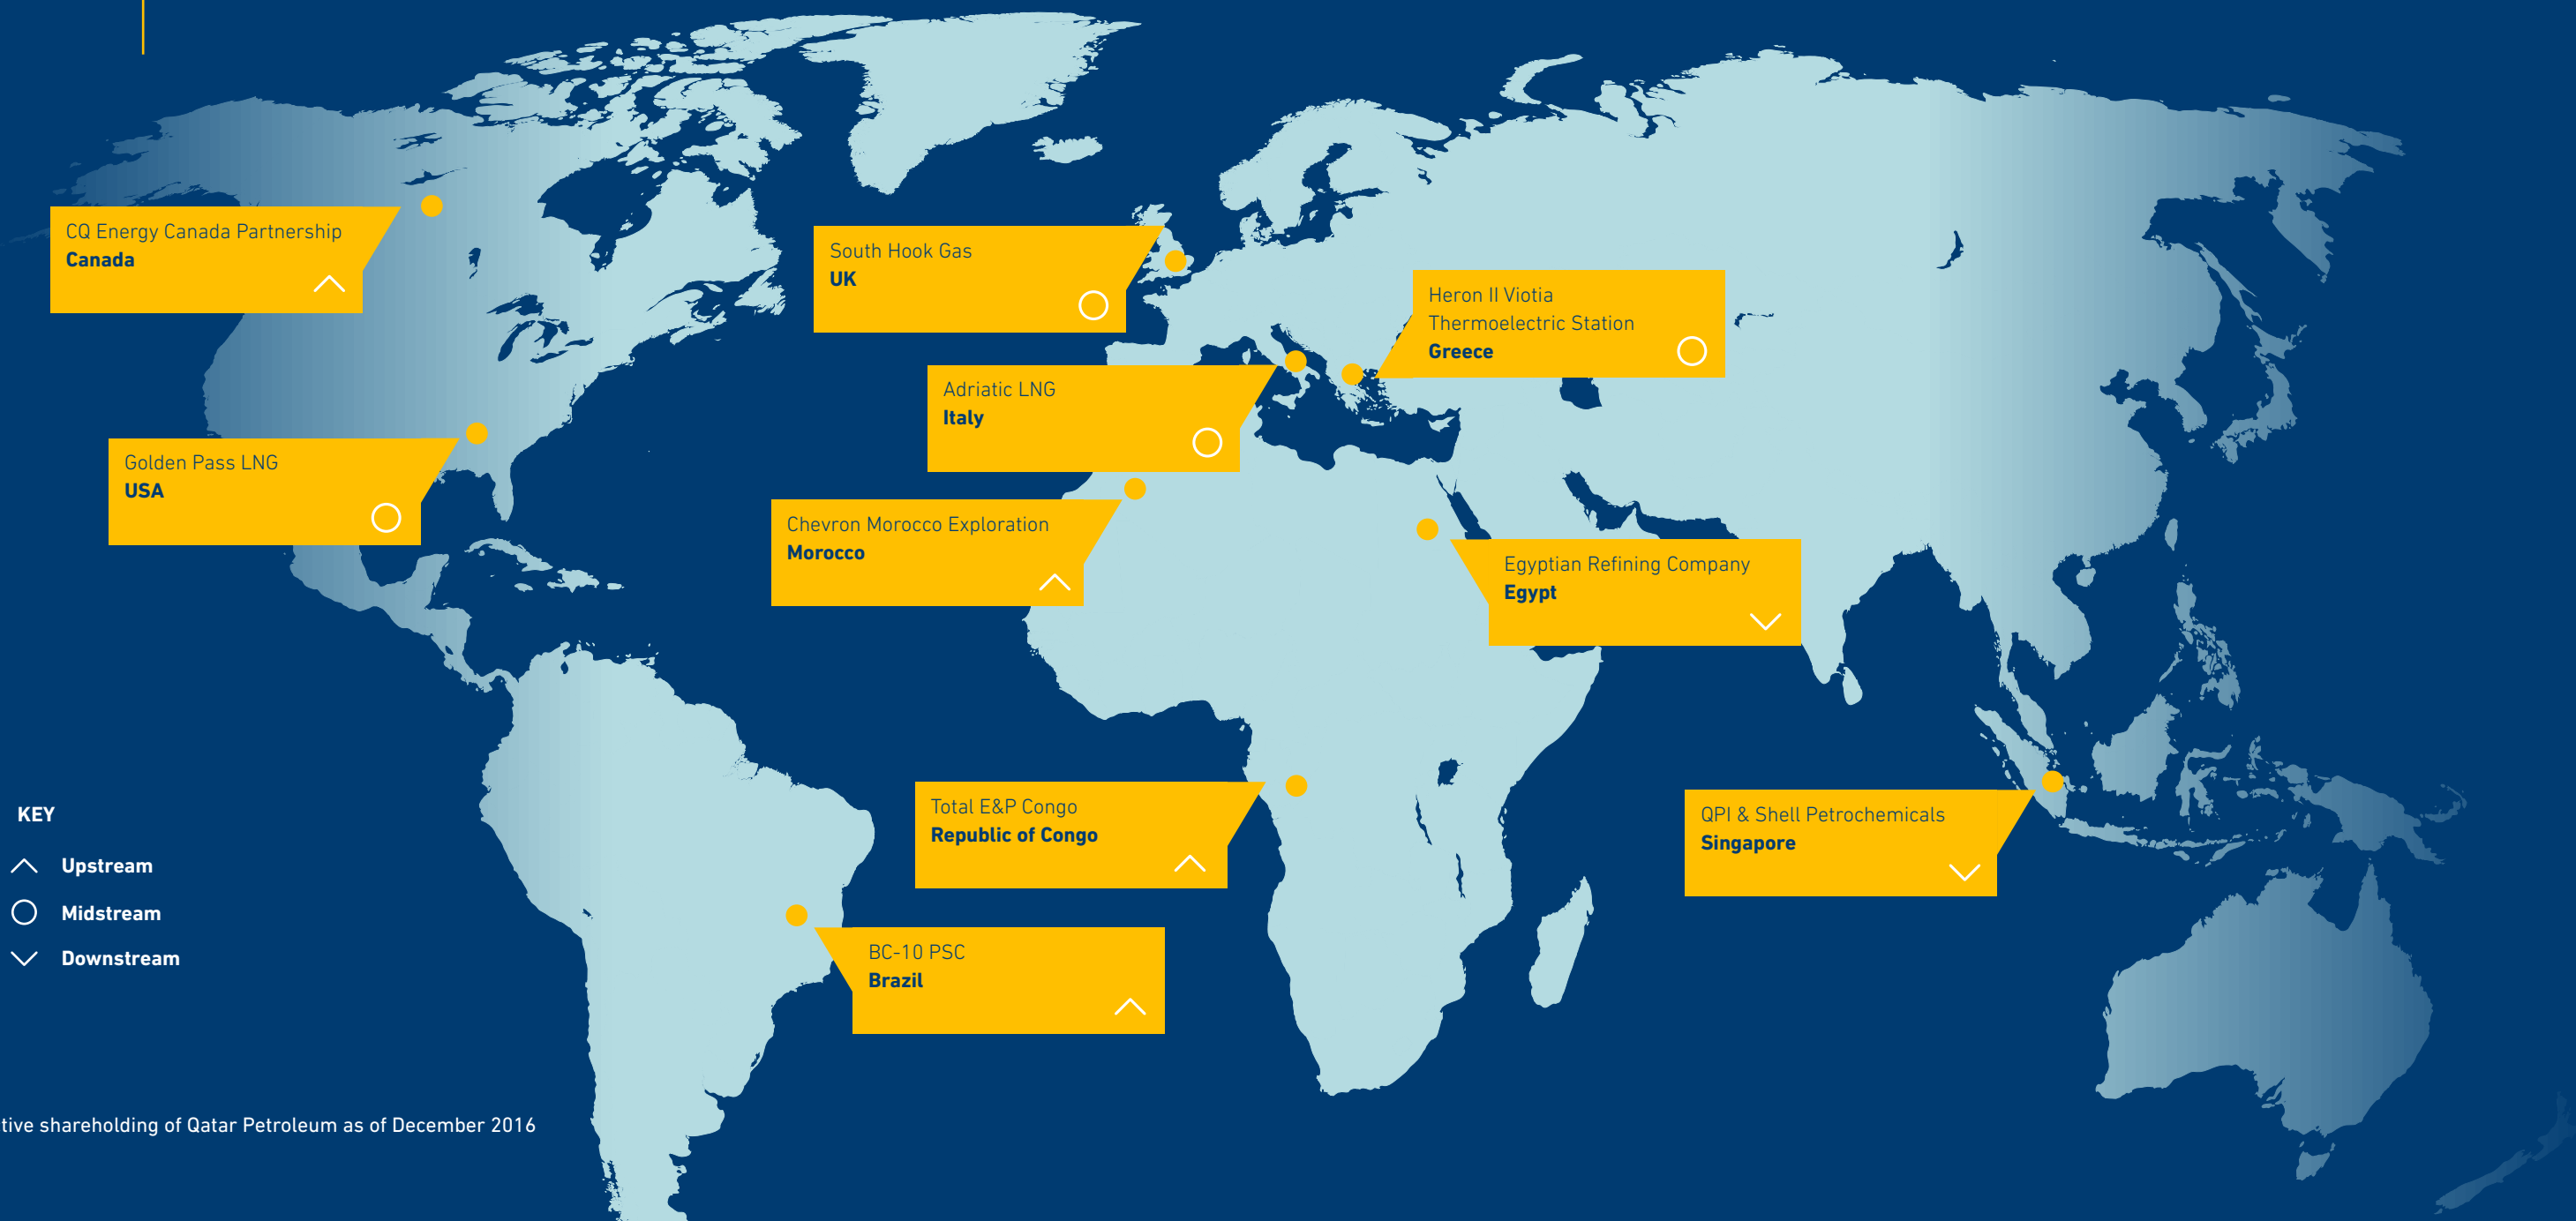 CQ Energy Canada Partnership
Canada
South Hook Gas
UK
Heron II Viotia
Thermoelectric Station
Greece
Adriatic LNG
Italy
Golden Pass LNG
USA
Chevron Morocco Exploration
Morocco
Egyptian Refining Company
Egypt
Total E&P Congo
Republic of Congo
QPI & Shell Petrochemicals
Singapore
BC-10 PSC
Brazil
KEY
Upstream
Midstream
Downstream
tive shareholding of Qatar Petroleum as of December 2016